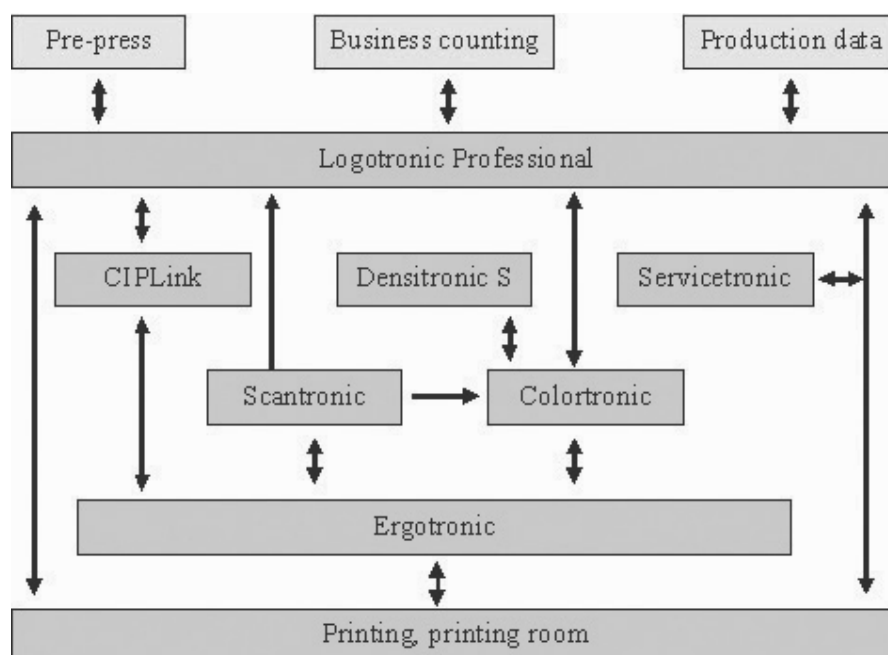 Pre-press
Business counting
Production data
Logotronic Professional
CIPLink
Densitronic S
Servicetronic
Scantronic
Colortronic
Ergotronic
Printing, printing room